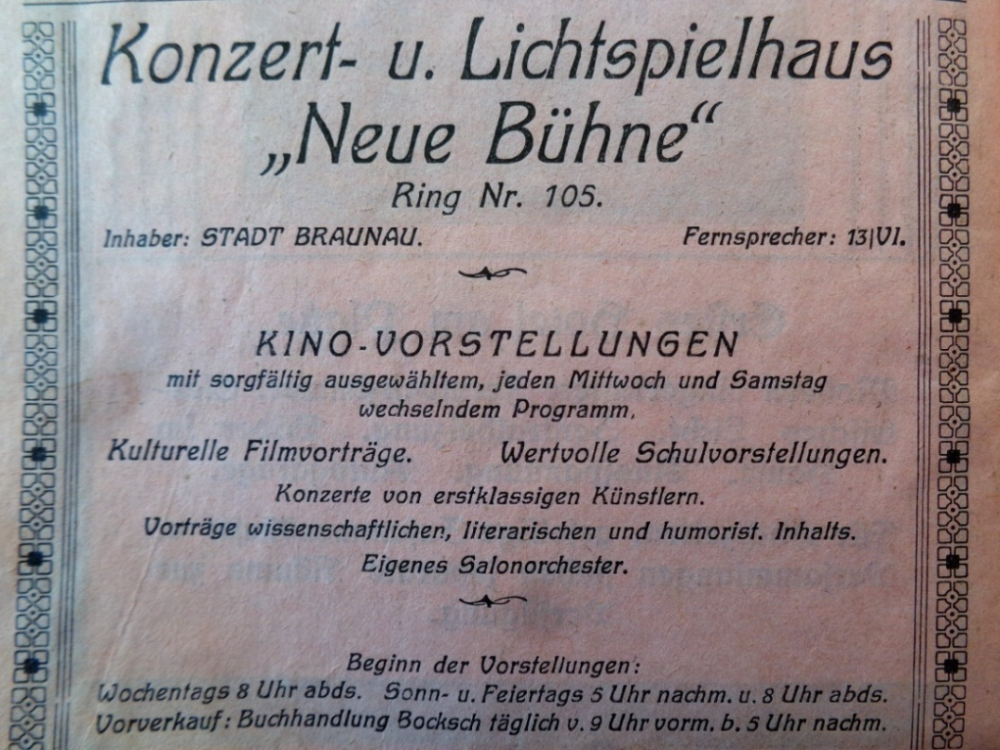 Konzert- u. Lichtspielhaus
„Neue Bühne“
Ring Nr. 105.
Inhaber: STADT BRAUNAU. Fernsprecher: 13|VI.
KINO-VORSTELLUNGEN
mit sorgfältig ausgewähltem, jeden Mittwoch und Samstag
wechselndem Programm.
Kulturelle Filmvorträge. Wertvolle Schulvorstellungen.
Konzerte von erstklassigen Künstlern.
Vorträge wissenschaftlichen, literarischen und humorist. Inhalts.
Eigenes Salonorchester.
Beginn der Vorstellungen:
Wochentags 8 Uhr abds. Sonn- u. Feiertags 5 Uhr nachm. u. 8 Uhr abds.
Vorverkauf: Buchhandlung Bocksch täglich v. 9 Uhr vorm. b. 5 Uhr nachm.